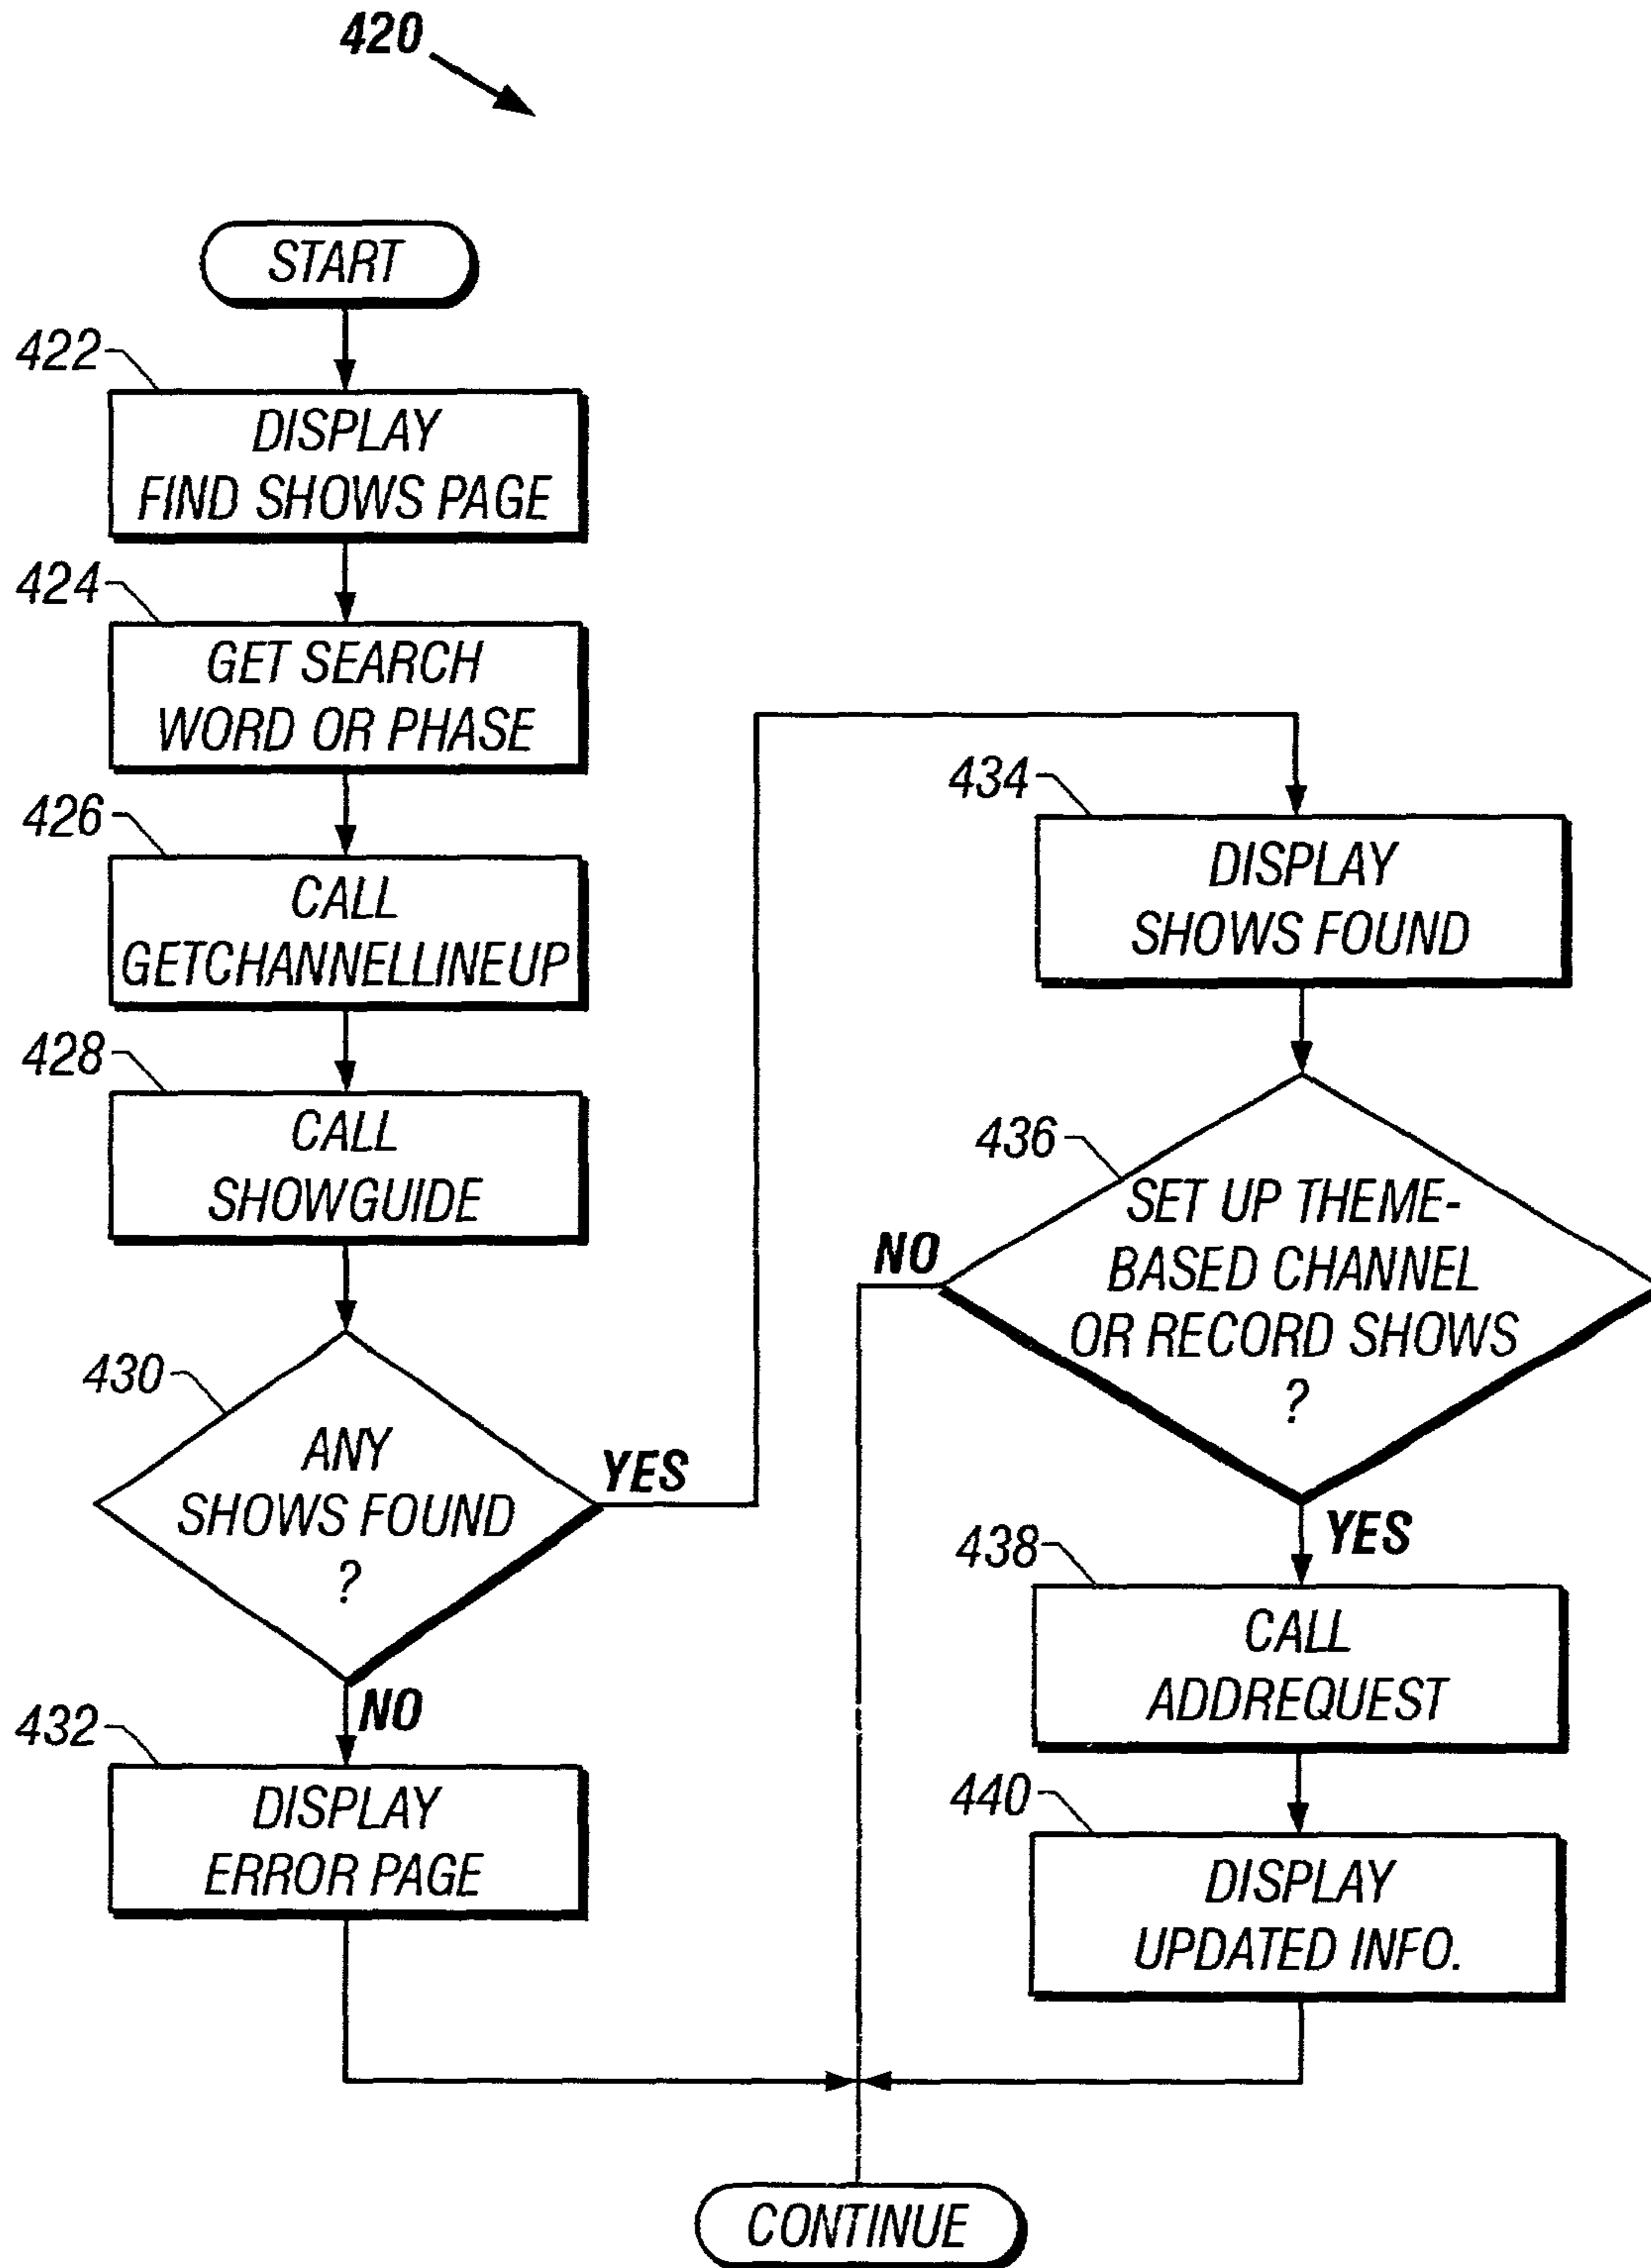 420
START
422
DISPLAY
FIND SHOWS PAGE
424
GET SEARCH
WORD OR PHASE
426
CALL
GETCHANNELLINEUP
428
CALL
SHOWGUIDE
430
ANY
SHOWS FOUND
?
YES
NO
432
DISPLAY
ERROR PAGE
434
DISPLAY
SHOWS FOUND
436
SET UP THEME-
BASED CHANNEL
OR RECORD SHOWS
?
NO
YES
438
CALL
ADDREQUEST
440
DISPLAY
UPDATED INFO.
CONTINUE